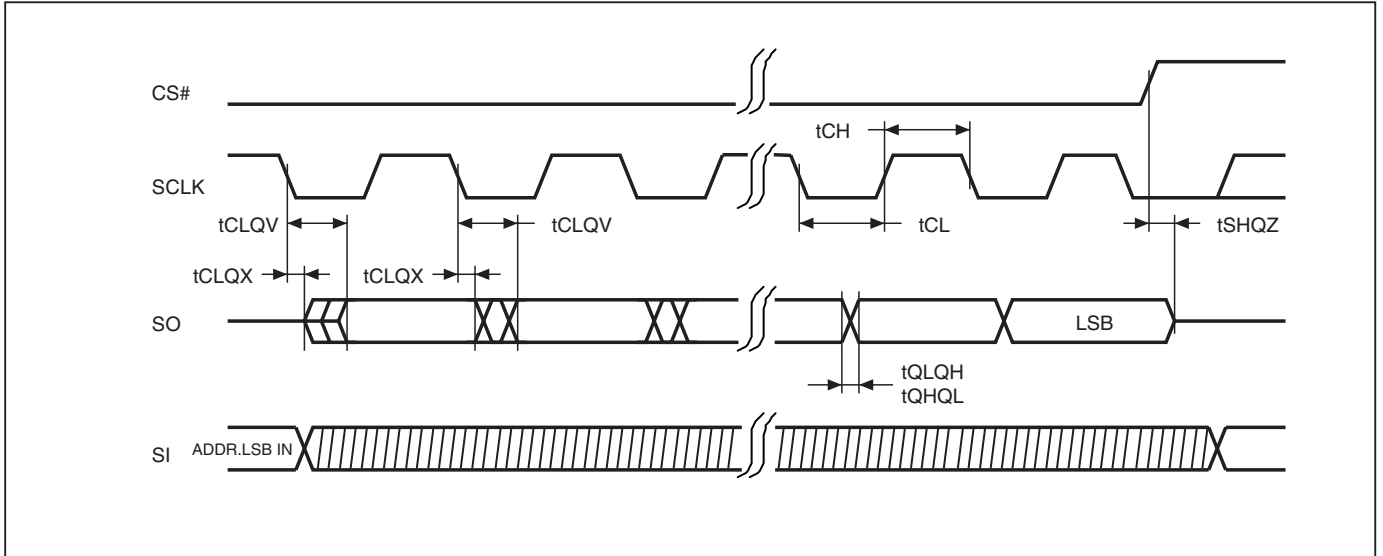 CS#
tCH
SCLK
tCLQV
tCLQV
tCL
tSHQZ
tCLQX
tCLQX
SO
LSB
tQLQH
tQHQL
SI
ADDR.LSB IN